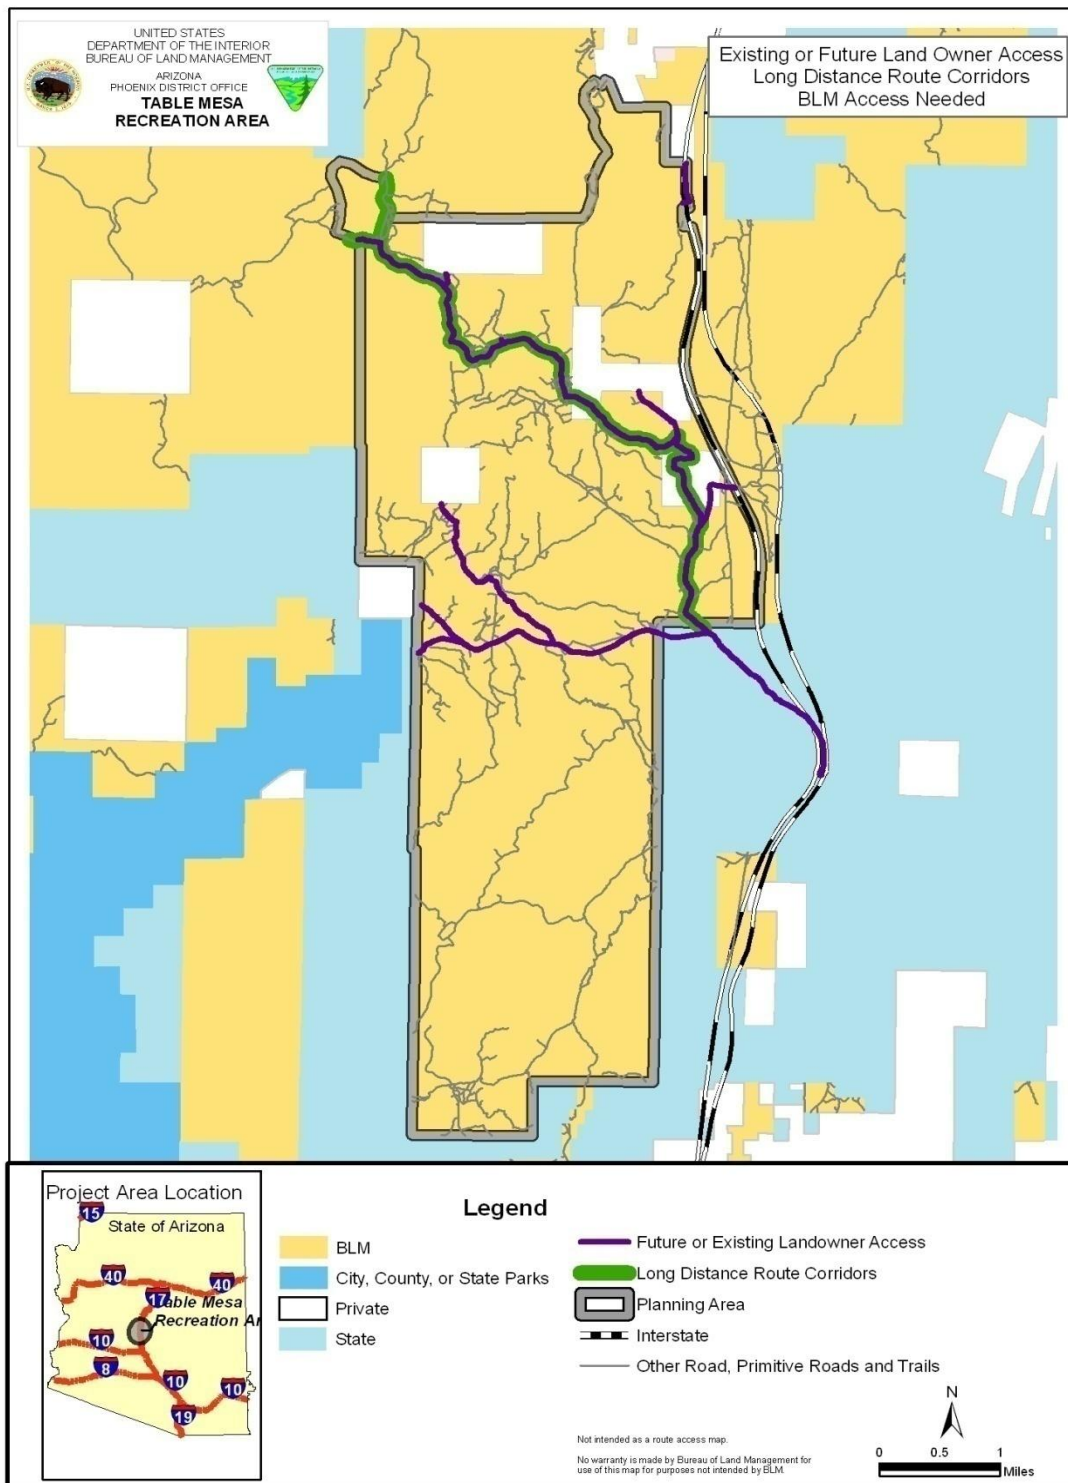 UNITED STATES
DEPARTMENT OF THE INTERIOR
BUREAU OF LAND MANAGEMENT
ARIZONA
PHOENIX DISTRICT OFFICE
TABLE MESA
RECREATION AREA
Existing or Future Land Owner Access
Long Distance Route Corridors
BLM Access Needed
Project Area Location
15
State of Arizona
40
40
17
Table Mesa
Recreation Ar
10
8
10
10
19
Legend
BLM
City, County, or State Parks
Private
State
Future or Existing Landowner Access
Long Distance Route Corridors
Planning Area
Interstate
Other Road, Primitive Roads and Trails
N
Not intended as a route access map.
No warranty is made by Bureau of Land Management for
use of this map for purposes not intended by BLM.
0 0.5 1
Miles